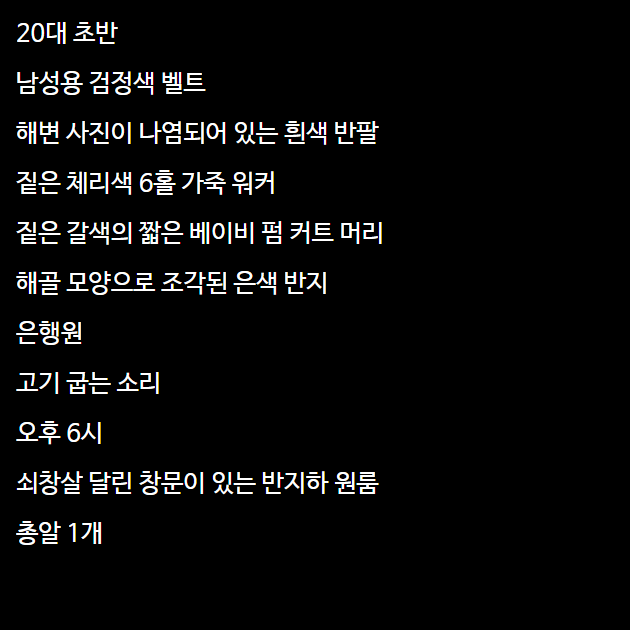 20대 초반
남성용 검정색 벨트
해변 사진이 나염되어 있는 흰색 반팔
짙은 체리색 6홀 가죽 워커
짙은 갈색의 짧은 베이비 펌 커트 머리
해골 모양으로 조각된 은색 반지
은행원
고기 굽는 소리
오후 6시
쇠창살 달린 창문이 있는 반지하 원룸
총알 1개